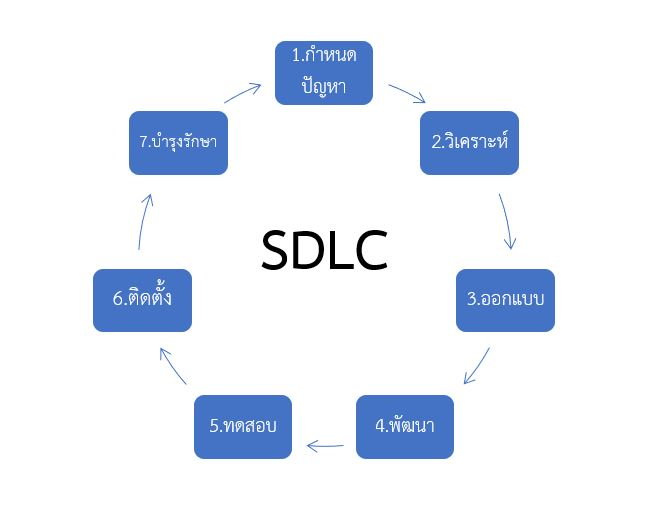 1.กำหนด
ปัญหา
2.วิเคราะห์
3.ออกแบบ
4.พัฒนา
5.ทดสอบ
6.ติดตั้ง
7.บำรุงรักษา
SDLC